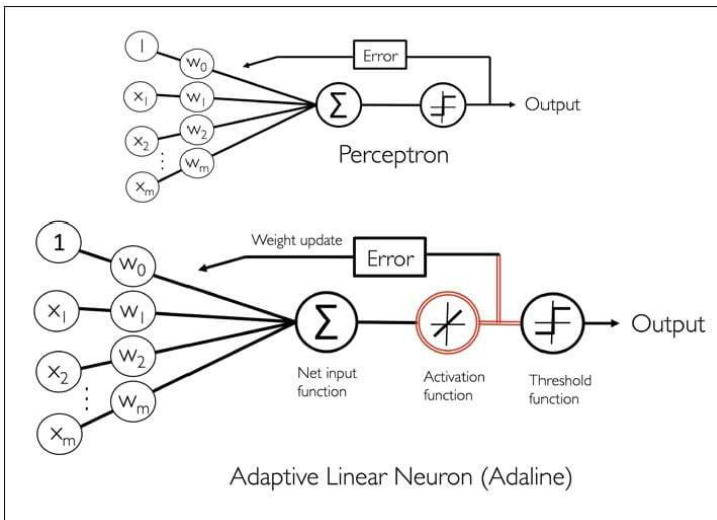 1
w₀
Error
x₁
w₁
Σ
Output
x₂
w₂
⋮
wₘ
xₘ
Perceptron
1
Weight update
Error
w₀
x₁
w₁
Σ
Output
x₂
w₂
Net input
function
Activation
function
Threshold
function
⋮
wₘ
xₘ
Adaptive Linear Neuron (Adaline)